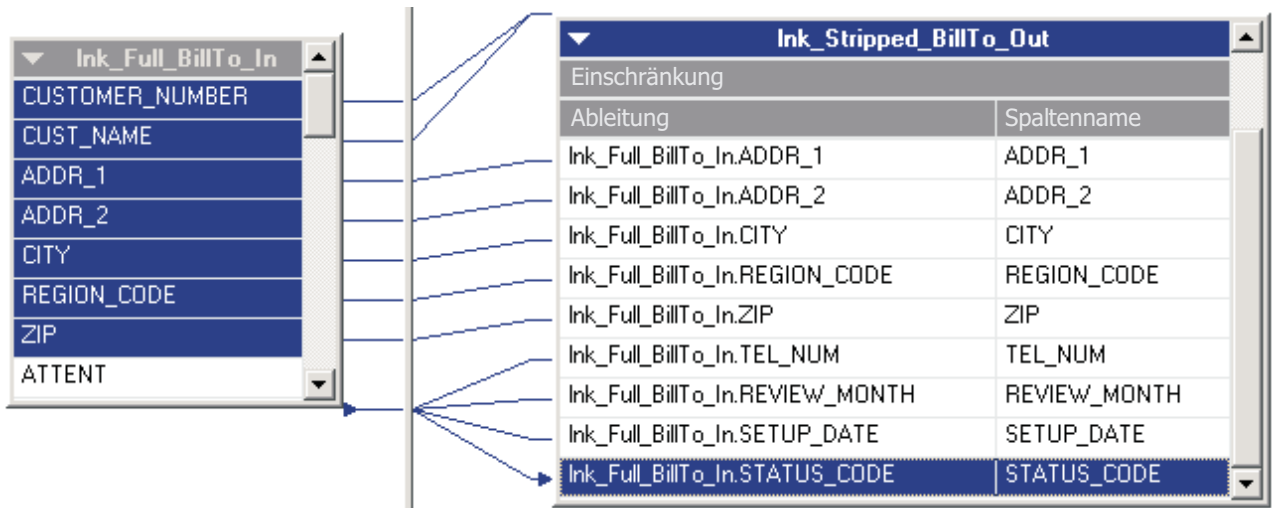 lnk_Full_BillTo_In
CUSTOMER_NUMBER
CUST_NAME
ADDR_1
ADDR_2
CITY
REGION_CODE
ZIP
ATTENT
lnk_Stripped_BillTo_Out
Einschränkung
Ableitung Spaltenname
lnk_Full_BillTo_In.ADDR_1 ADDR_1
lnk_Full_BillTo_In.ADDR_2 ADDR_2
lnk_Full_BillTo_In.CITY CITY
lnk_Full_BillTo_In.REGION_CODE REGION_CODE
lnk_Full_BillTo_In.ZIP ZIP
lnk_Full_BillTo_In.TEL_NUM TEL_NUM
lnk_Full_BillTo_In.REVIEW_MONTH REVIEW_MONTH
lnk_Full_BillTo_In.SETUP_DATE SETUP_DATE
lnk_Full_BillTo_In.STATUS_CODE STATUS_CODE